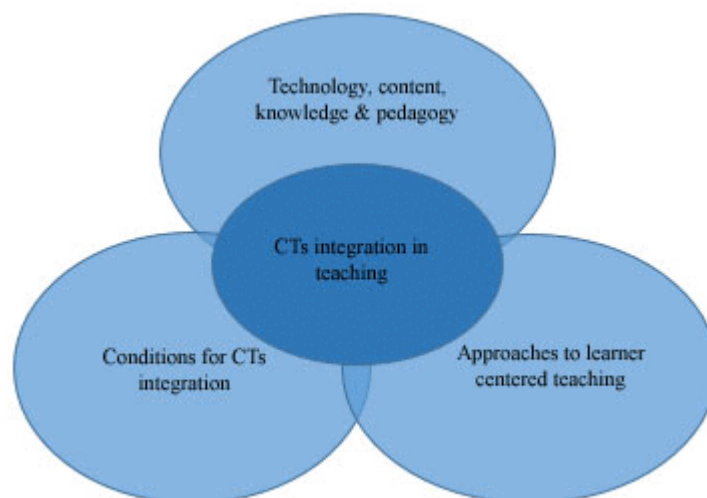 Technology, content,
knowledge & pedagogy
CTs integration in
teaching
Conditions for CTs
integration
Approaches to learner
centered teaching